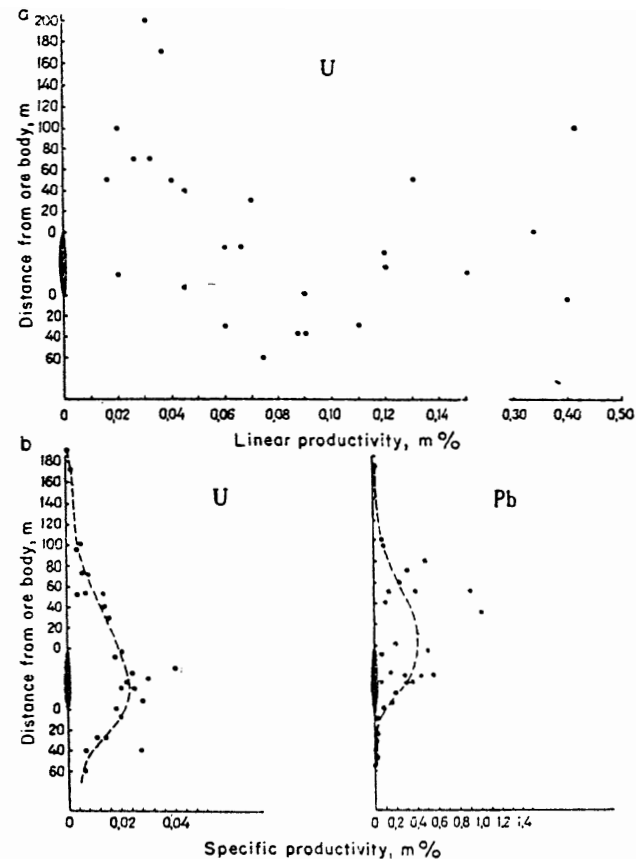 a
200
180
160
140
120
100
80
60
40
20
0
0
20
40
60
Distance from ore body, m
U
0 0,02 0,04 0,06 0,08 0,10 0,12 0,14 0,30 0,40 0,50
Linear productivity, m%
b
180
160
140
100
80
60
40
20
0
0
20
40
60
Distance from ore body, m
U
Pb
0 0,02 0,04
0 0,2 0,4 0,6 0,8 1,0 1,2 1,4
Specific productivity, m%